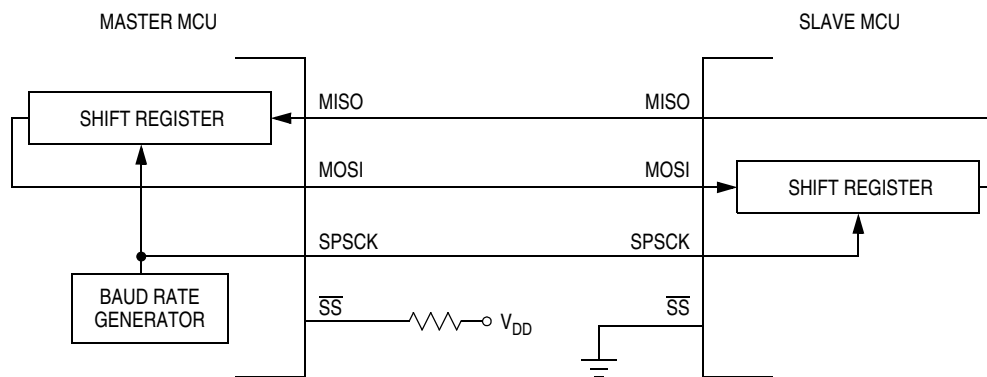 MASTER MCU
SLAVE MCU
SHIFT REGISTER
MISO
MISO
MOSI
MOSI
SHIFT REGISTER
SPSCK
SPSCK
BAUD RATE
GENERATOR
SS
VDD
SS